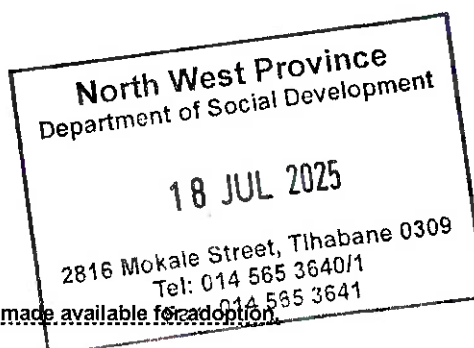 North West Province
Department of Social Development
18 JUL 2025
2816 Mokale Street, Tlhabane 0309
Tel: 014 565 3640/1
014 565 3641
made available for adoption.